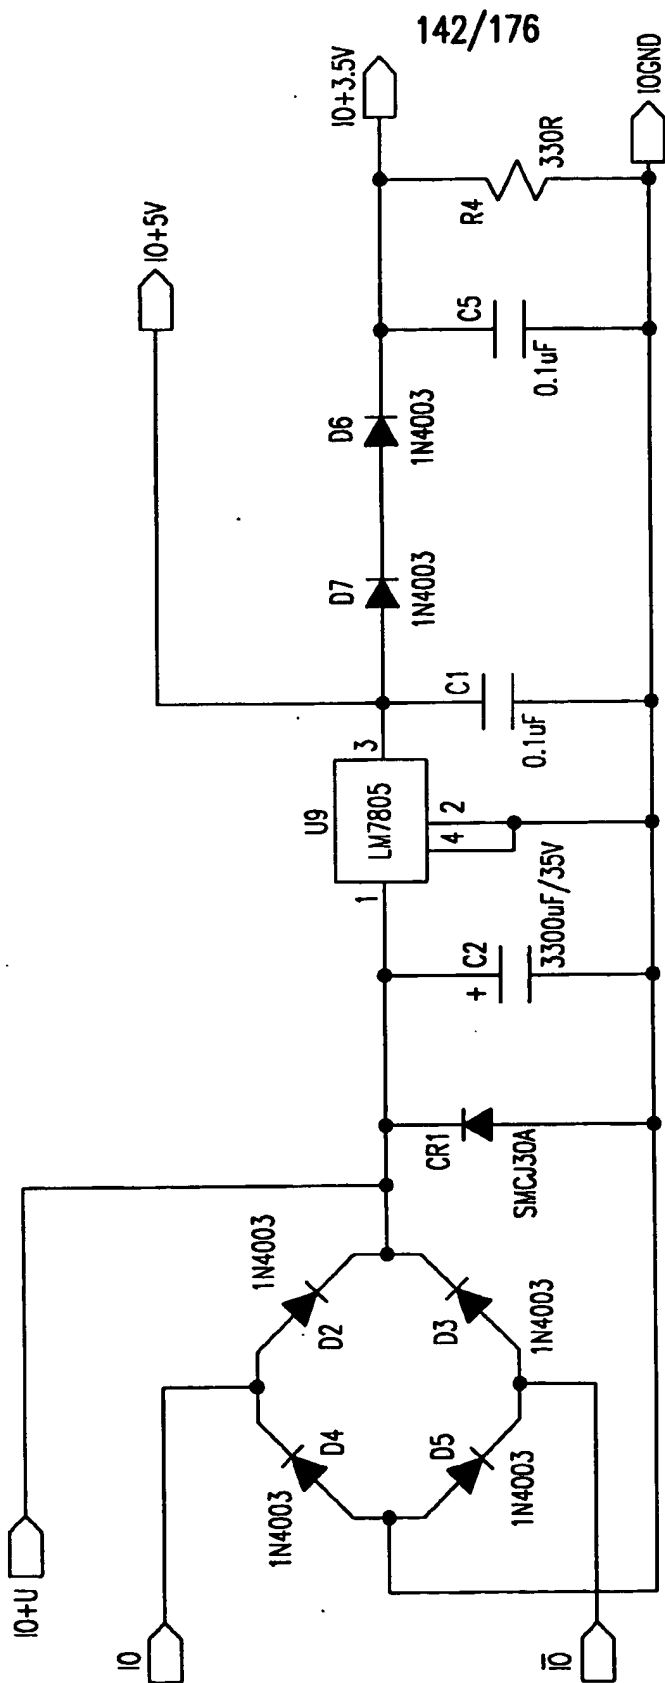 142/176
IO+U
IO
I̅O̅
1N4003
D2
D4
1N4003
D3
1N4003
D5
1N4003
CR1
SMCJ30A
+ C2
3300uF/35V
U9
LM7805
1
3
4
2
C1
0.1uF
IO+5V
D7
1N4003
D6
1N4003
C5
0.1uF
R4
330R
IO+3.5V
IOGND